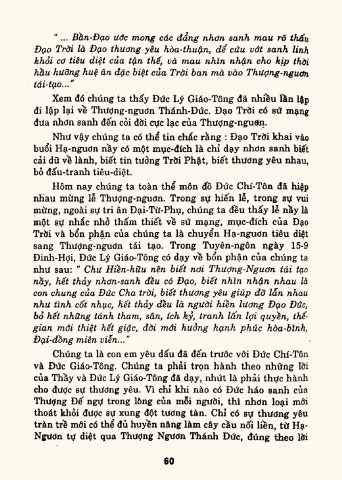 " ... Bần-Đạo ước mong các đấng nhơn sanh mau rõ thấu
Đạo Trời là Đạo thương yêu hòa-thuận, để cứu vớt sanh linh
khỏi cơ tiêu diệt của tận thế, và mau nhìn nhận cho kịp thời
hầu hưởng huệ ân đặc biệt của Trời ban mà vào Thượng-nguơn
tái-tạo..."
Xem đó chúng ta thấy Đức Lý Giáo-Tông đã nhiều lần lập
đi lập lại về Thượng-nguơn Thánh-Đức. Đạo Trời có sứ mạng
đưa nhơn sanh đến cõi đời cực lạc của Thượng-nguơn.
Như vậy chúng ta có thể tin chắc rằng : Đạo Trời khai vào
buổi Hạ-nguơn nầy có một mục-đích là chỉ dạy nhơn sanh biết
cải dữ về lành, biết tin tưởng Trời Phật, biết thương yêu nhau,
bỏ đấu-tranh tiêu-diệt.
Hôm nay chúng ta toàn thể môn đồ Đức Chí-Tôn đã hiệp
nhau mừng lễ Thượng-nguơn. Trong sự hiến lễ, trong sự vui
mừng, ngoài sự tri ân Đại-Từ-Phụ, chúng ta đều thấy lễ nầy là
một sự nhắc nhở thấm thiết về sứ mạng, mục-đích của Đạo
Trời và bổn phận của chúng ta là chuyển Hạ-nguơn tiêu diệt
sang Thượng-nguơn tái tạo. Trong Tuyên-ngôn ngày 15-9
Đinh-Hợi, Đức Lý Giáo-Tông có dạy về bổn phận của chúng ta
như sau: " Chư Hiền-hữu nên biết nơi Thượng-Nguơn tái tạo
nầy, hết thảy nhơn-sanh đều có Đạo, biết nhìn nhận nhau là
con chung của Đức Cha trời, biết thương yêu giúp đỡ lẫn nhau
như tình cốt nhục, hết thảy đều là người hiền lương Đạo Đức,
bỏ hết những tánh tham, sân, ích kỷ, tranh lấn lợi quyền, thế-
gian mới thiệt hết giặc, đời mới hưởng hạnh phúc hòa-bình,
Đại-đồng miên viễn..."
Chúng ta là con em yêu dấu đã đến trước với Đức Chí-Tôn
và Đức Giáo-Tông. Chúng ta phải trọn hành theo những lời
của Thầy và Đức Lý Giáo-Tông đã dạy, nhứt là phải thực hành
cho được sự thương yêu. Vì chỉ khi nào có Đức háo sanh của
Thượng Đế ngự trong lòng của mỗi người, thì nhơn loại mới
thoát khỏi được sự xung đột tương tàn. Chỉ có sự thương yêu
tràn trề mới có thể đủ huyền năng làm cây cầu nối liền, từ Hạ-
Nguơn tự diệt qua Thượng Nguơn Thánh Đức, đúng theo lời
60